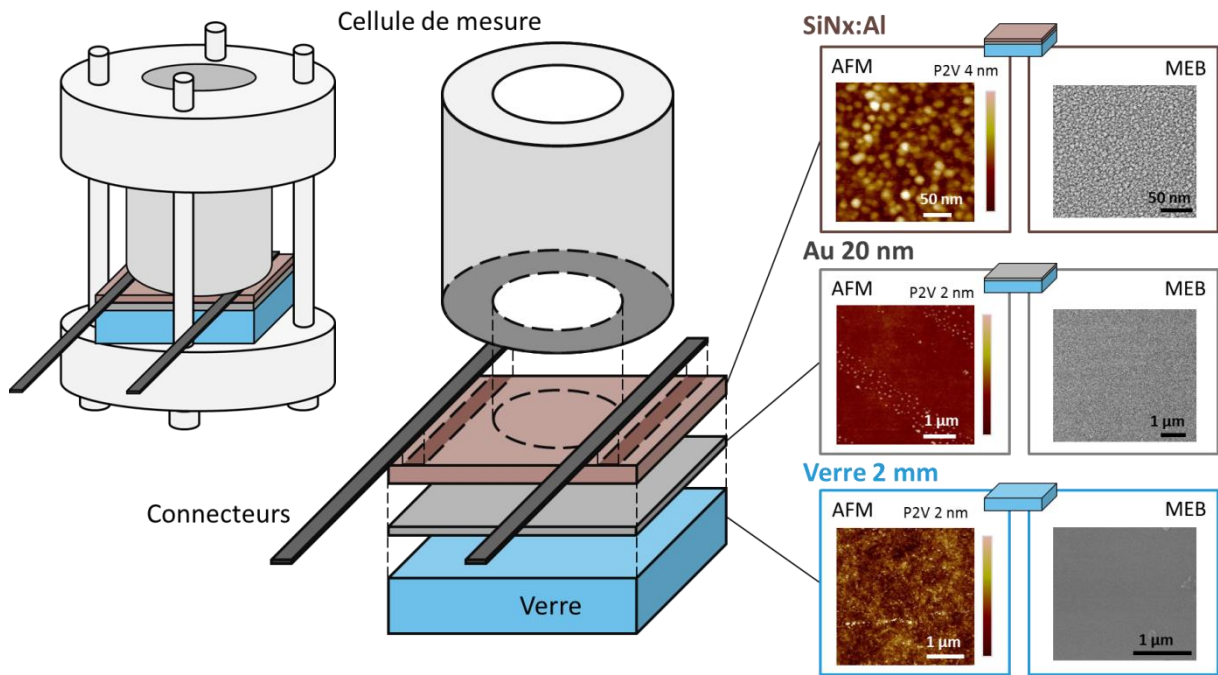 Cellule de mesure
Connecteurs
Verre
SiNx:Al
AFM
P2V 4 nm
MEB
50 nm
50 nm
Au 20 nm
AFM
P2V 2 nm
MEB
1 µm
1 µm
Verre 2 mm
AFM
P2V 2 nm
MEB
1 µm
1 µm